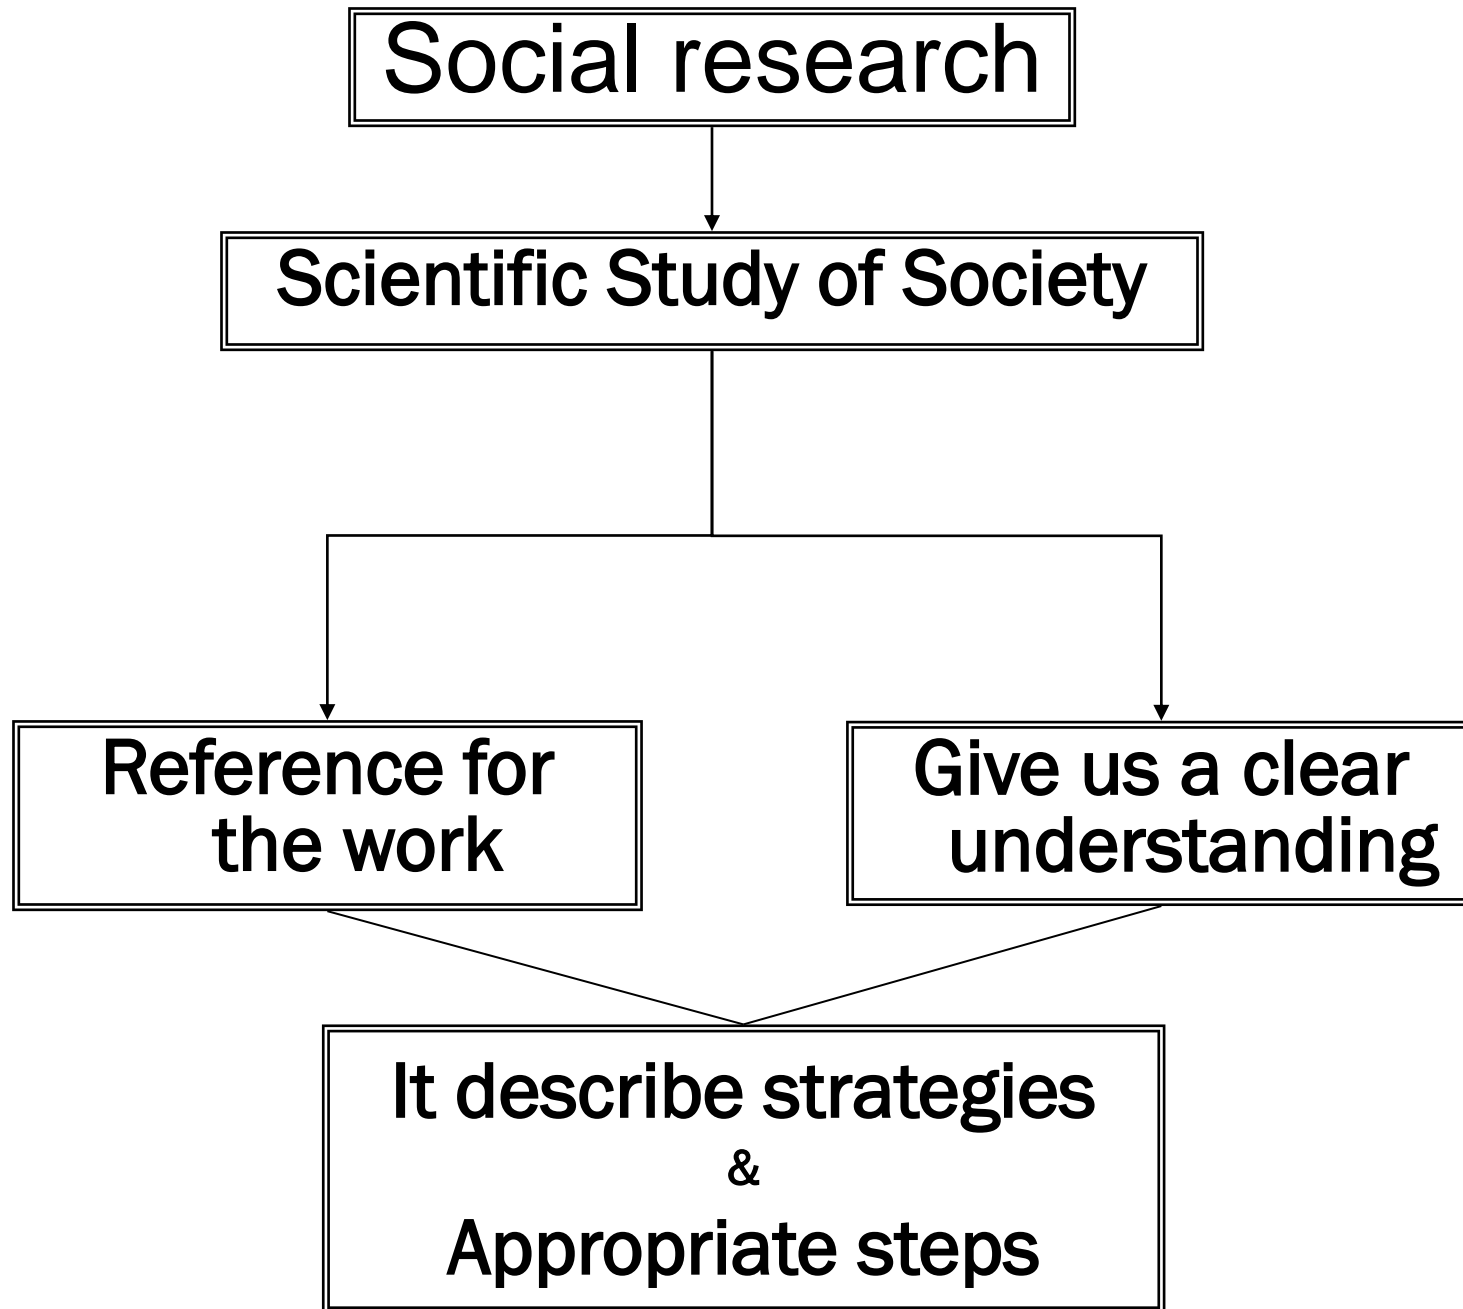 Social research
Scientific Study of Society
Reference for
the work
Give us a clear
understanding
It describe strategies
&
Appropriate steps